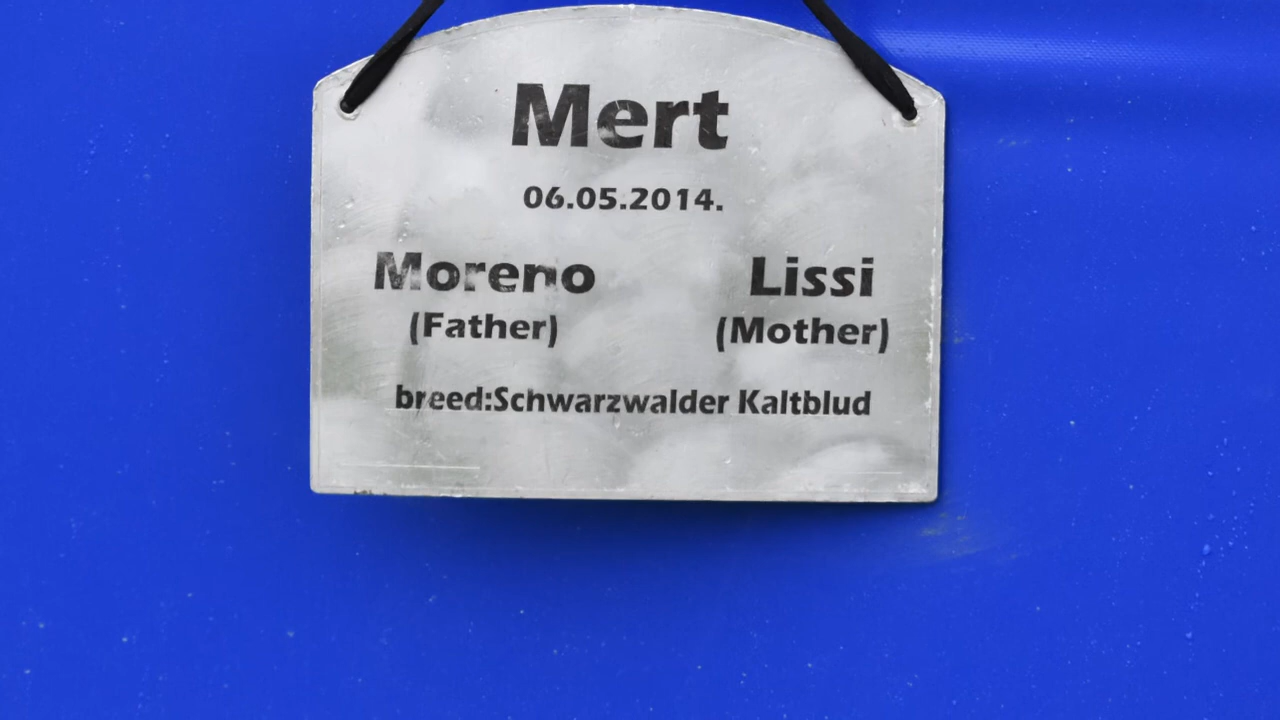 Mert
06.05.2014.
Moreno Lissi
(Father) (Mother)
breed:Schwarzwalder Kaltblud